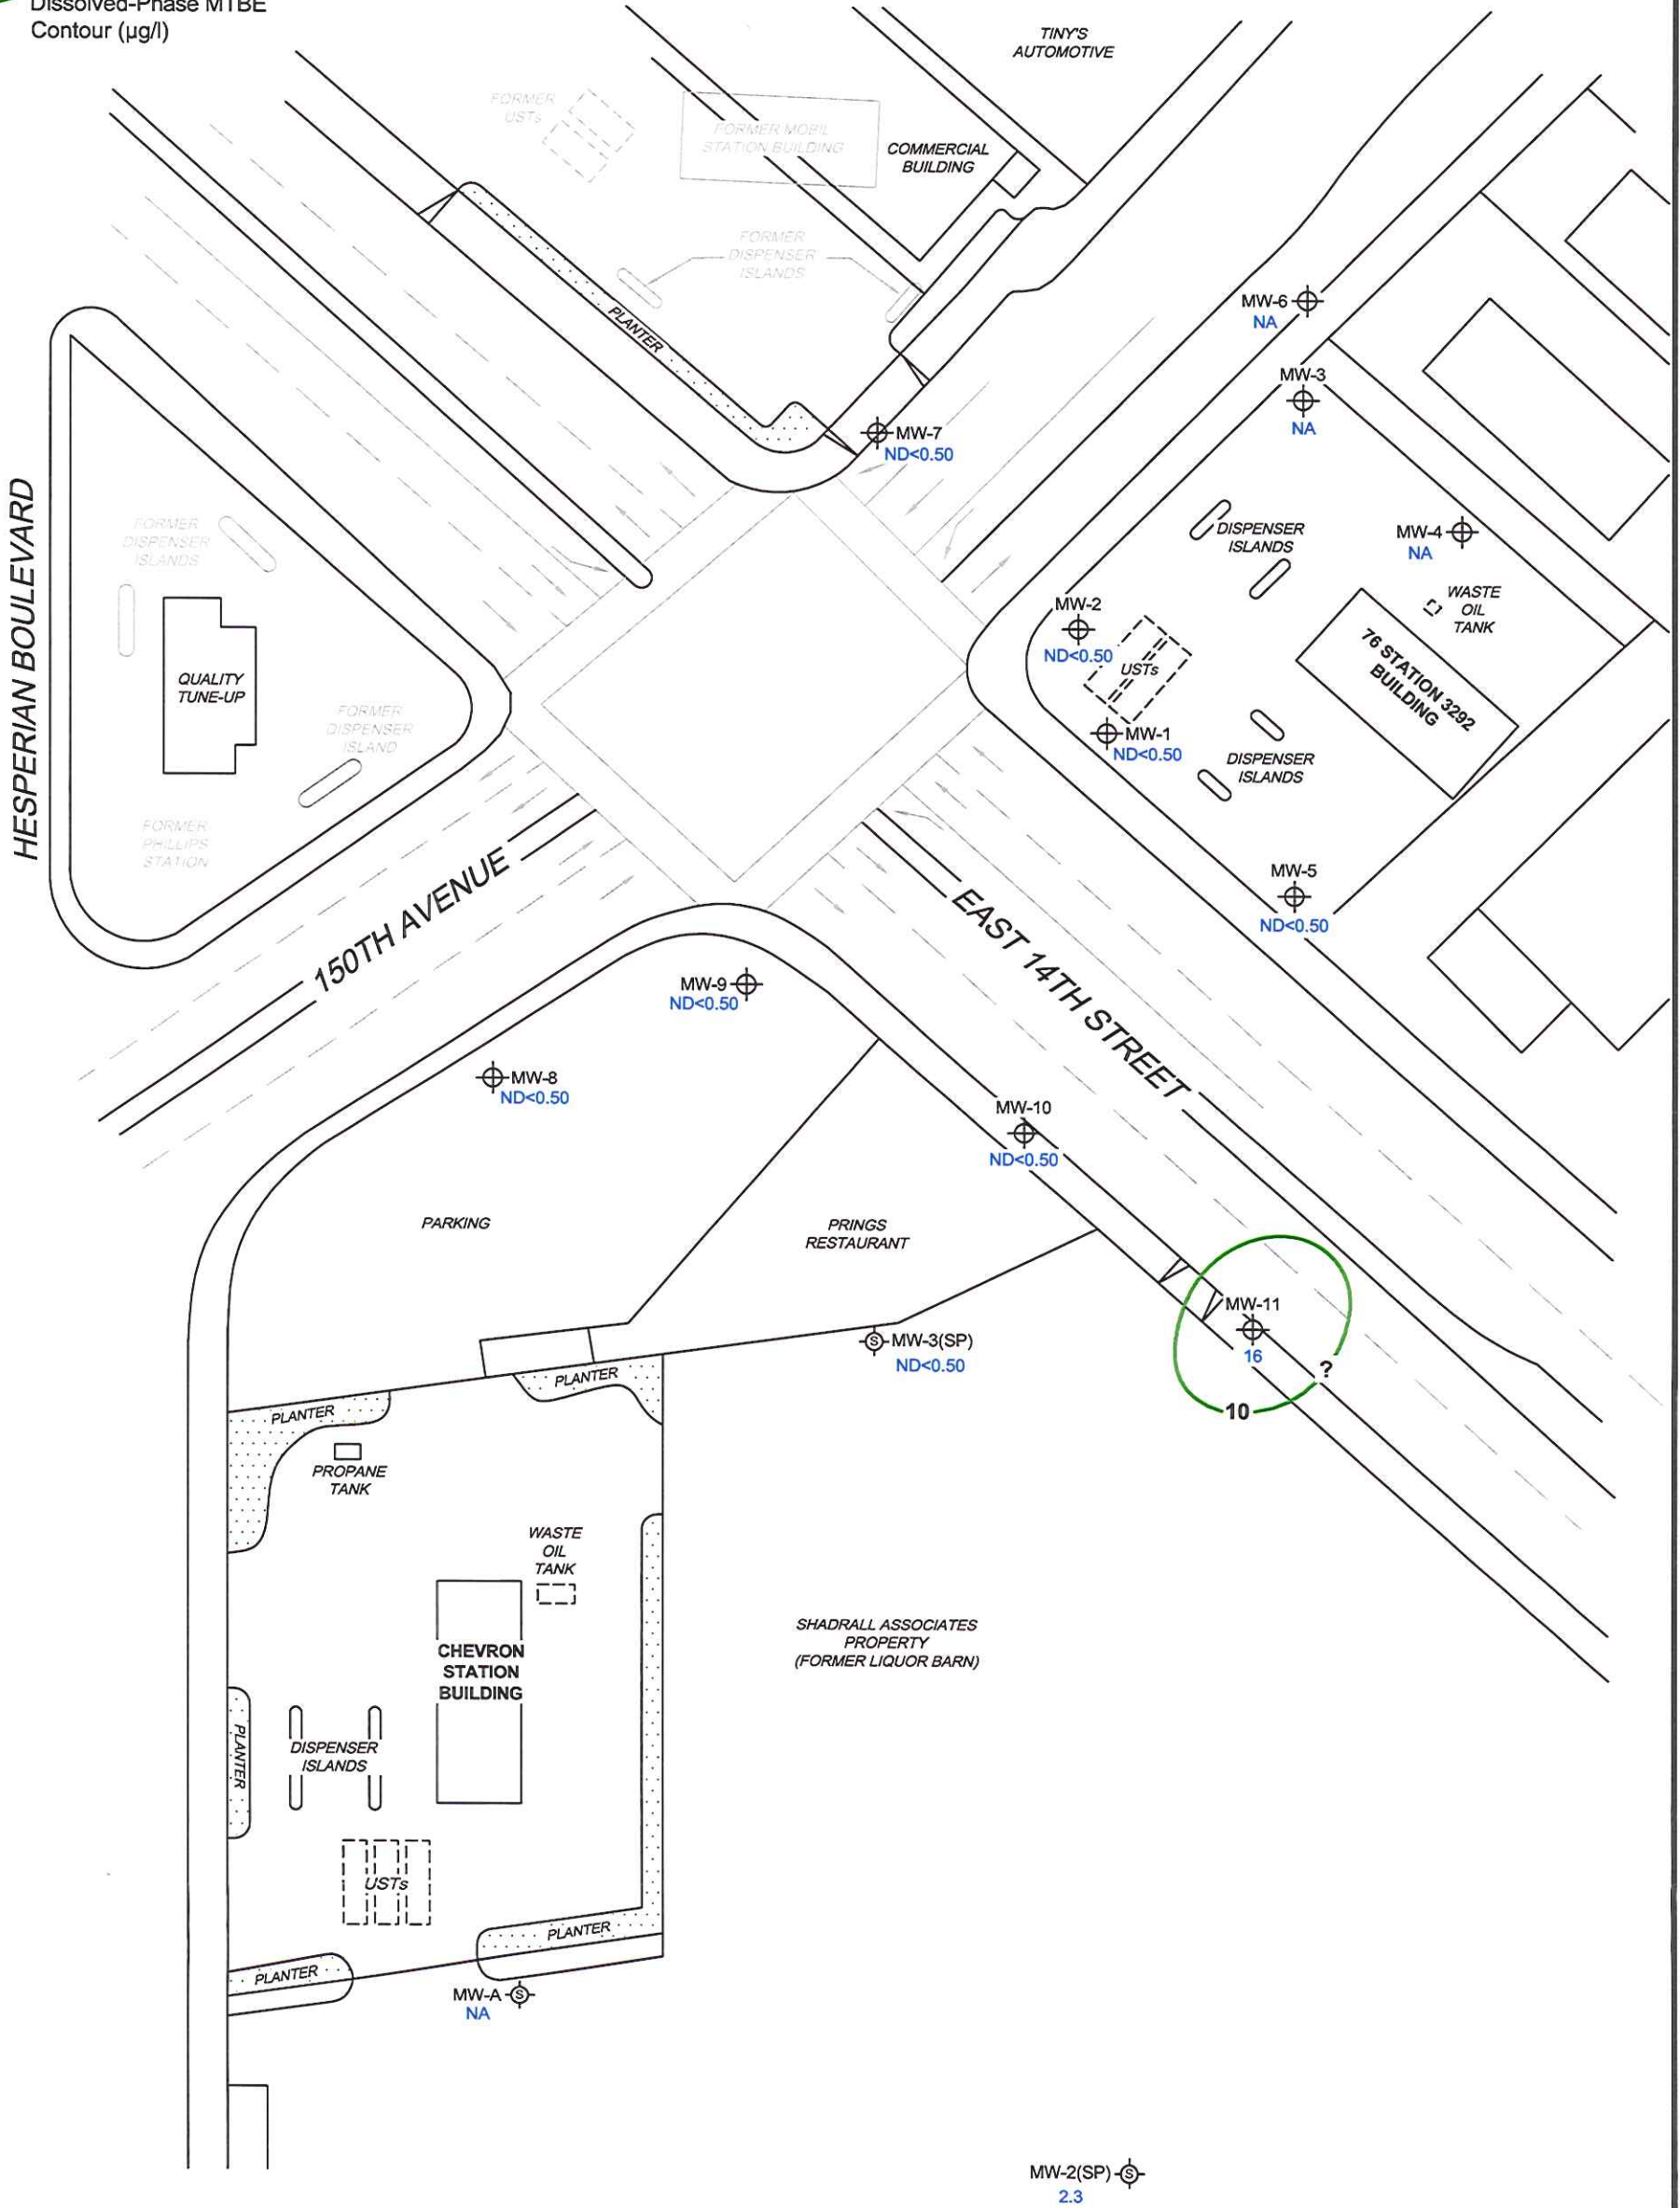 Dissolved-Phase MTBE
Contour (µg/l)
TINY'S
AUTOMOTIVE
FORMER
USTs
FORMER MOBIL
STATION BUILDING
COMMERCIAL
BUILDING
FORMER
DISPENSER
ISLANDS
PLANTER
MW-6
NA
MW-3
NA
MW-7
ND<0.50
HESPERIAN BOULEVARD
FORMER
DISPENSER
ISLANDS
DISPENSER
ISLANDS
MW-4
NA
WASTE
OIL
TANK
MW-2
ND<0.50
USTs
76 STATION 3292
BUILDING
QUALITY
TUNE-UP
FORMER
DISPENSER
ISLAND
MW-1
ND<0.50
DISPENSER
ISLANDS
FORMER
PHILLIPS
STATION
150TH AVENUE
EAST 14TH STREET
MW-5
ND<0.50
MW-9
ND<0.50
MW-8
ND<0.50
MW-10
ND<0.50
PARKING
PRINGS
RESTAURANT
MW-11
16
?
10
MW-3(SP)
ND<0.50
PLANTER
PLANTER
PROPANE
TANK
WASTE
OIL
TANK
CHEVRON
STATION
BUILDING
SHADRALL ASSOCIATES
PROPERTY
(FORMER LIQUOR BARN)
PLANTER
DISPENSER
ISLANDS
USTs
PLANTER
PLANTER
MW-A
NA
MW-2(SP)
2.3